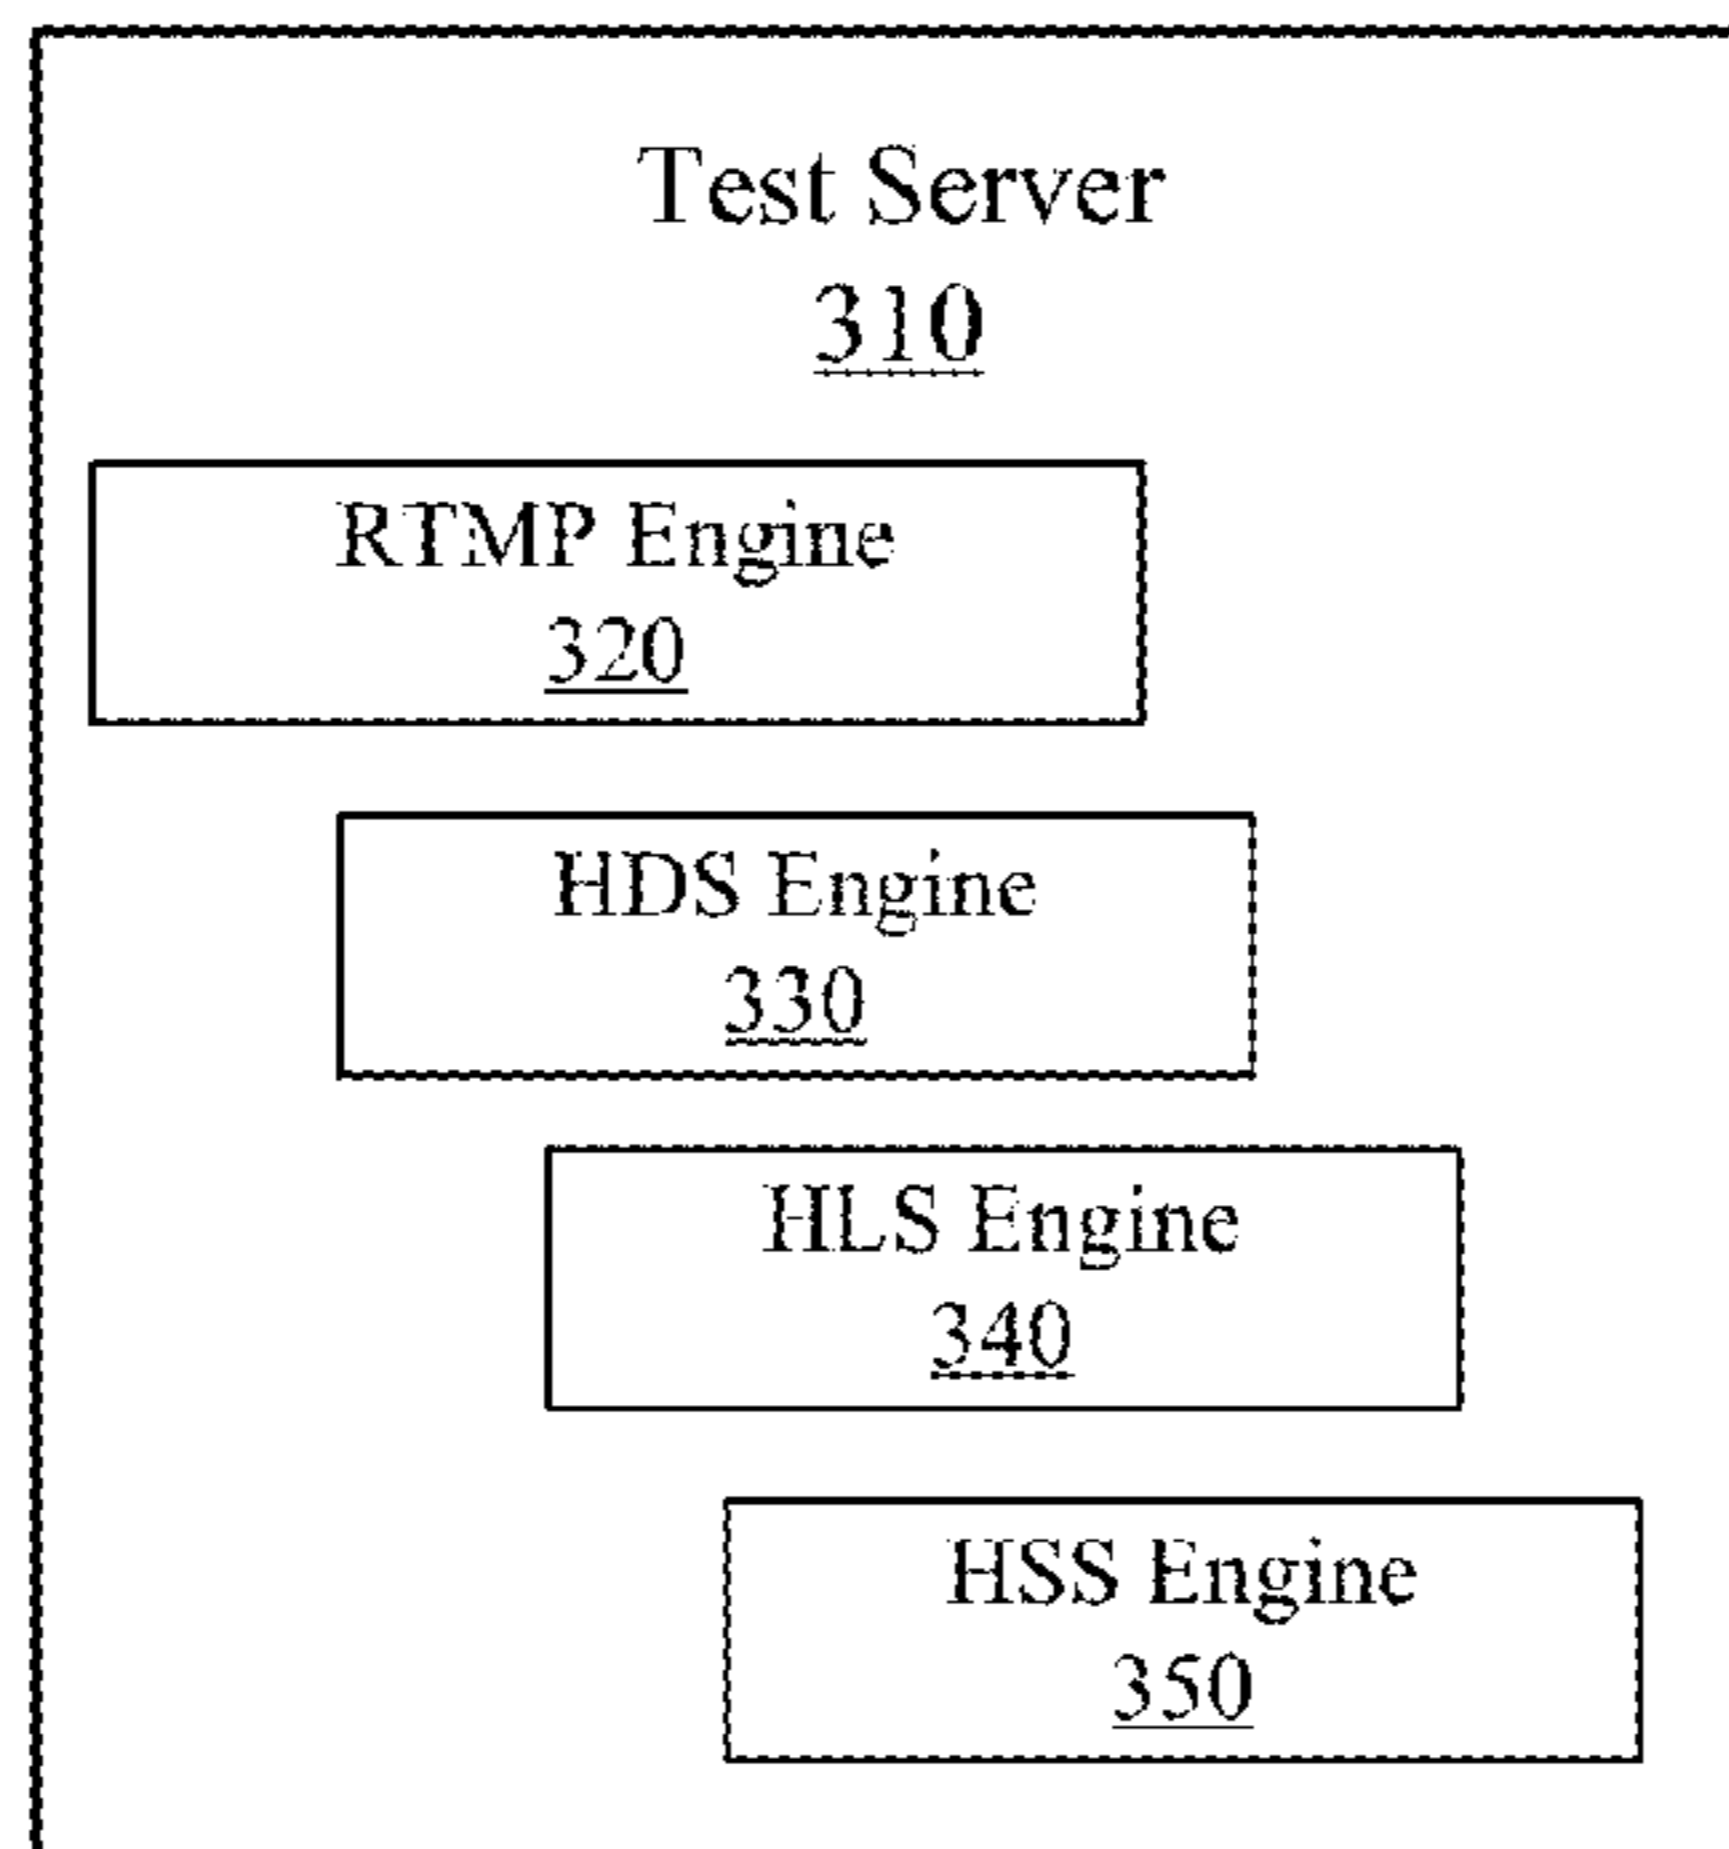 Test Server
310
RTMP Engine
320
HDS Engine
330
HLS Engine
340
HSS Engine
350